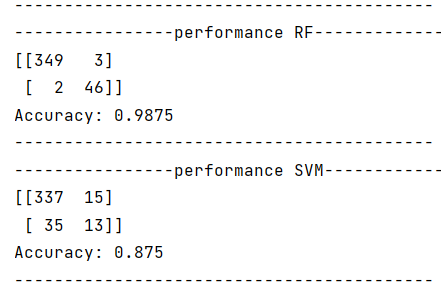 ------------------------------------------
----------------performance RF-------------
[[349   3]
 [  2  46]]
Accuracy: 0.9875
------------------------------------------
----------------performance SVM------------
[[337  15]
 [ 35  13]]
Accuracy: 0.875
------------------------------------------